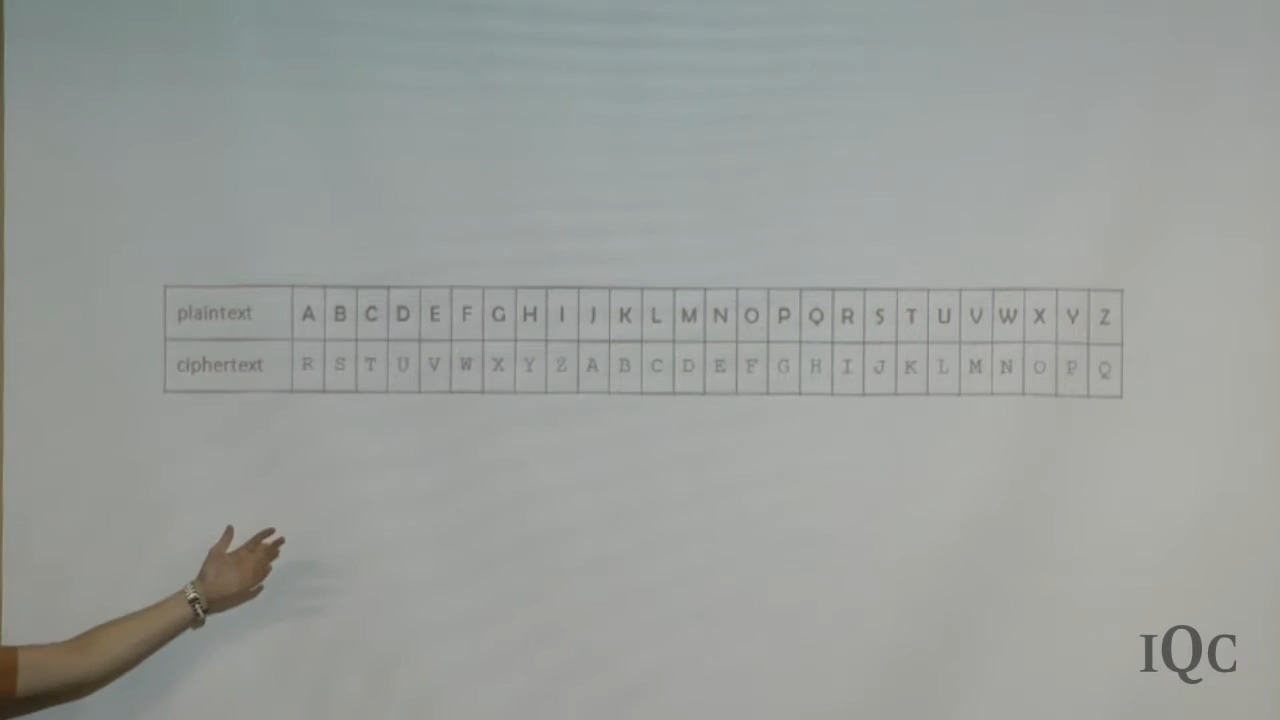 plaintext A B C D E F G H I J K L M N O P Q R S T U V W X Y Z
ciphertext R S T U V W X Y Z A B C D E F G H I J K L M N O P Q
IQC